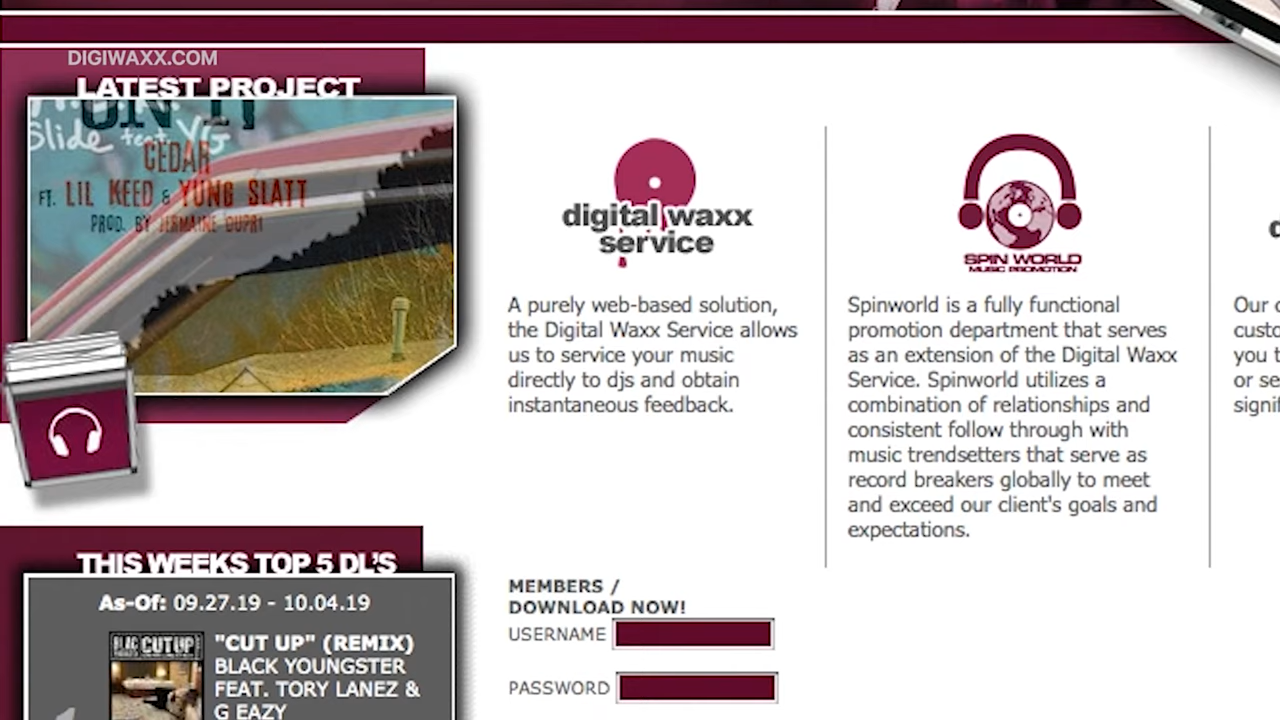 DIGIWAXX.COM
LATEST PROJECT
Slide feat. YG
CEDAR
FT. LIL KEED & YUNG SLATT
PROD. BY JERMAINE DUPRI
digital waxx
service
A purely web-based solution,
the Digital Waxx Service allows
us to service your music
directly to djs and obtain
instantaneous feedback.
SPIN WORLD
MUSIC PROMOTION
Spinworld is a fully functional
promotion department that serves
as an extension of the Digital Waxx
Service. Spinworld utilizes a
combination of relationships and
consistent follow through with
music trendsetters that serve as
record breakers globally to meet
and exceed our client's goals and
expectations.
Our
you
or
THIS WEEKS TOP 5 DL'S
As-Of: 09.27.19 - 10.04.19
CUT UP
"CUT UP" (REMIX)
BLACK YOUNGSTER
FEAT. TORY LANEZ &
G EAZY
MEMBERS /
DOWNLOAD NOW!
USERNAME
PASSWORD